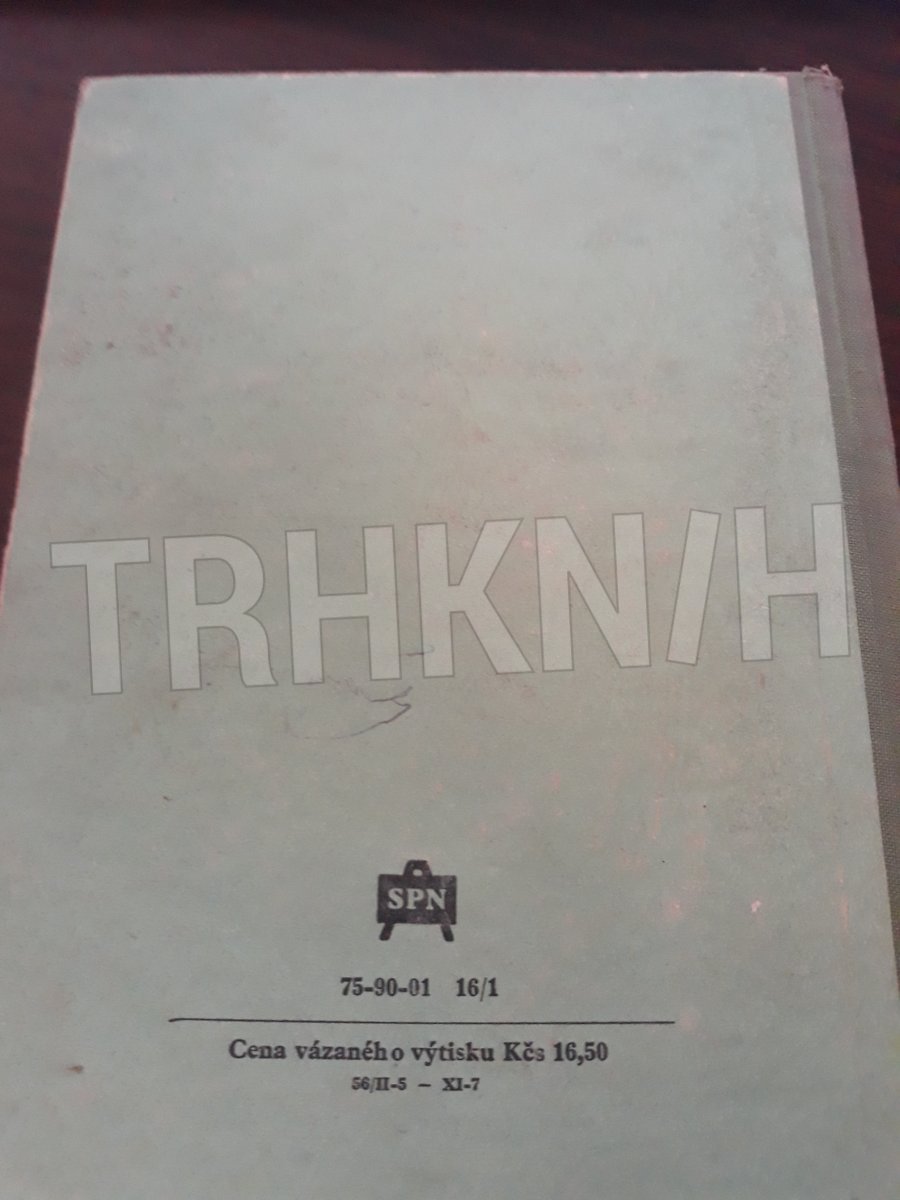 TRHKNIH
SPN
75-90-01 16/1
Cena vázaného výtisku Kčs 16,50
56/II-5 — XI-7